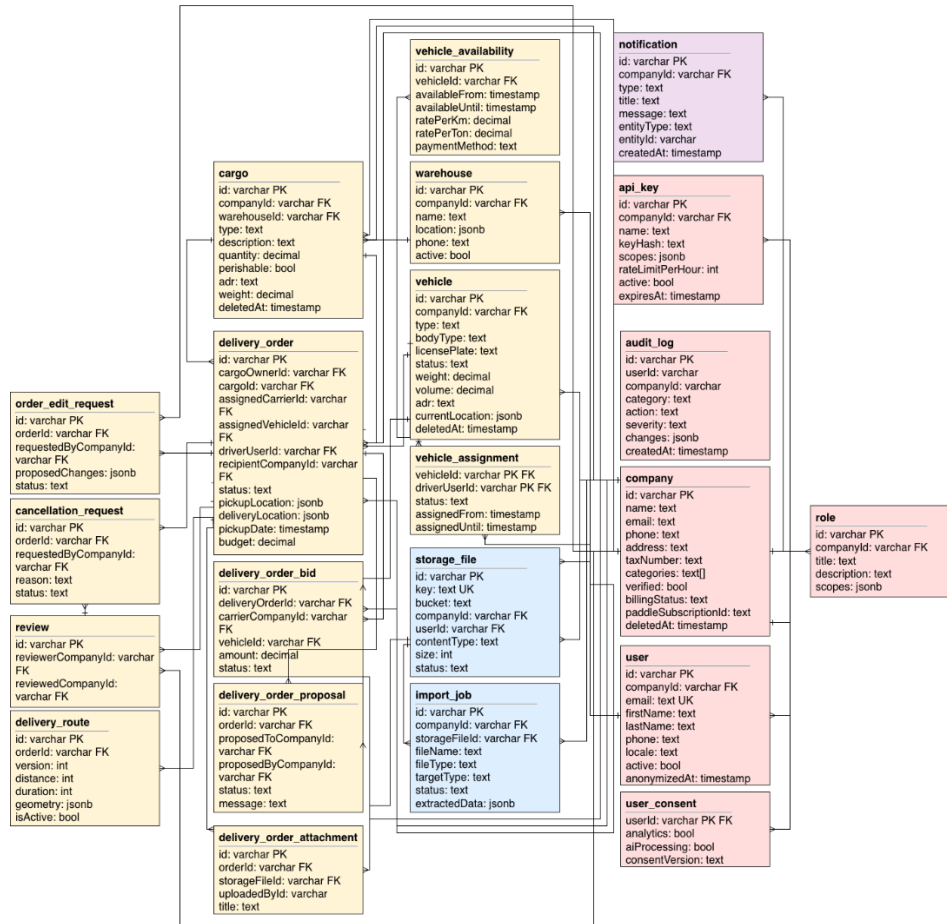 order_edit_request
id: varchar PK
orderId: varchar FK
requestedByCompanyId:
varchar FK
proposedChanges: jsonb
status: text
cancellation_request
id: varchar PK
orderId: varchar FK
requestedByCompanyId:
varchar FK
reason: text
status: text
review
id: varchar PK
reviewerCompanyId: varchar
FK
reviewedCompanyId:
varchar FK
delivery_route
id: varchar PK
orderId: varchar FK
version: int
distance: int
duration: int
geometry: jsonb
isActive: bool
cargo
id: varchar PK
companyId: varchar FK
warehouseId: varchar FK
type: text
description: text
quantity: decimal
perishable: bool
adr: text
weight: decimal
deletedAt: timestamp
delivery_order
id: varchar PK
cargoOwnerId: varchar FK
cargoId: varchar FK
assignedCarrierId: varchar
FK
assignedVehicleId: varchar
FK
driverUserId: varchar FK
recipientCompanyId: varchar
FK
status: text
pickupLocation: jsonb
deliveryLocation: jsonb
pickupDate: timestamp
budget: decimal
delivery_order_bid
id: varchar PK
deliveryOrderId: varchar FK
carrierCompanyId: varchar
FK
vehicleId: varchar FK
amount: decimal
status: text
delivery_order_proposal
id: varchar PK
orderId: varchar FK
proposedToCompanyId:
varchar FK
proposedByCompanyId:
varchar FK
status: text
message: text
delivery_order_attachment
id: varchar PK
orderId: varchar FK
storageFileId: varchar FK
uploadedById: varchar
title: text
vehicle_availability
id: varchar PK
vehicleId: varchar FK
availableFrom: timestamp
availableUntil: timestamp
ratePerKm: decimal
ratePerTon: decimal
paymentMethod: text
warehouse
id: varchar PK
companyId: varchar FK
name: text
location: jsonb
phone: text
active: bool
vehicle
id: varchar PK
companyId: varchar FK
type: text
bodyType: text
licensePlate: text
status: text
weight: decimal
volume: decimal
adr: text
currentLocation: jsonb
deletedAt: timestamp
vehicle_assignment
vehicleId: varchar PK FK
driverUserId: varchar PK FK
status: text
assignedFrom: timestamp
assignedUntil: timestamp
storage_file
id: varchar PK
key: text UK
bucket: text
companyId: varchar FK
userId: varchar FK
contentType: text
size: int
status: text
import_job
id: varchar PK
companyId: varchar FK
storageFileId: varchar FK
fileName: text
fileType: text
targetType: text
status: text
extractedData: jsonb
notification
id: varchar PK
companyId: varchar FK
type: text
title: text
message: text
entityType: text
entityId: varchar
createdAt: timestamp
api_key
id: varchar PK
companyId: varchar FK
name: text
keyHash: text
scopes: jsonb
rateLimitPerHour: int
active: bool
expiresAt: timestamp
audit_log
id: varchar PK
userId: varchar
companyId: varchar
category: text
action: text
severity: text
changes: jsonb
createdAt: timestamp
company
id: varchar PK
name: text
email: text
phone: text
address: text
taxNumber: text
categories: text[]
verified: bool
billingStatus: text
paddleSubscriptionId: text
deletedAt: timestamp
user
id: varchar PK
companyId: varchar FK
email: text UK
firstName: text
lastName: text
phone: text
locale: text
active: bool
anonymizedAt: timestamp
user_consent
userId: varchar PK FK
analytics: bool
aiProcessing: bool
consentVersion: text
role
id: varchar PK
companyId: varchar FK
title: text
description: text
scopes: jsonb